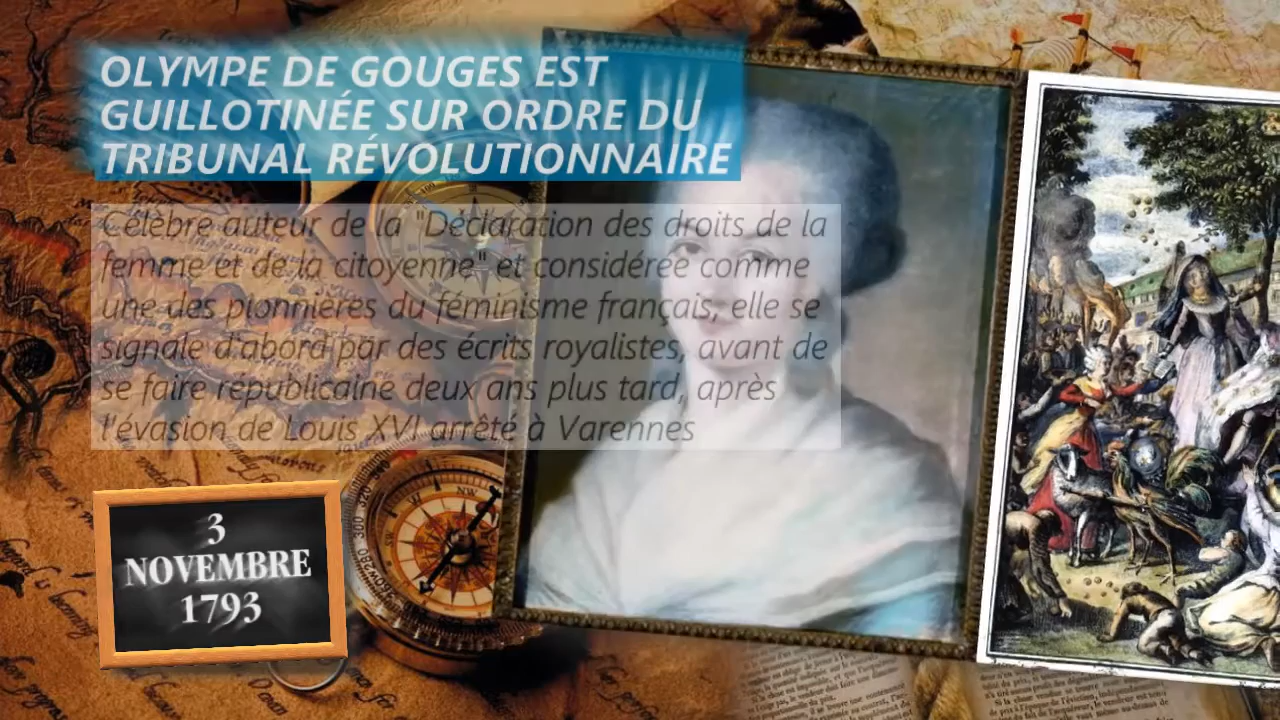 OLYMPE DE GOUGES EST
GUILLOTINÉE SUR ORDRE DU
TRIBUNAL RÉVOLUTIONNAIRE
Célèbre auteur de la "Déclaration des droits de la
femme et de la citoyenne" et considérée comme
une des pionnières du féminisme français, elle se
signale d'abord par des écrits royalistes, avant de
se faire républicaine deux ans plus tard, après
l'évasion de Louis XVI arrêté à Varennes
3
NOVEMBRE
1793